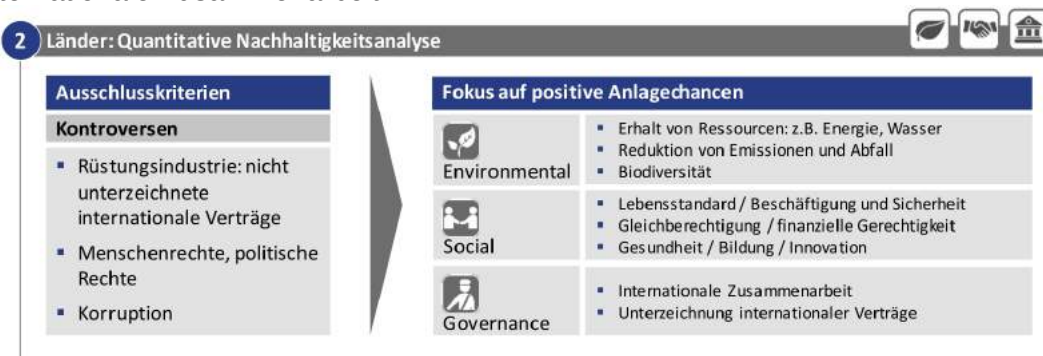 2 Länder: Quantitative Nachhaltigkeitsanalyse
Ausschlusskriterien
Kontroversen
▪ Rüstungsindustrie: nicht
unterzeichnete
internationale Verträge
▪ Menschenrechte, politische
Rechte
▪ Korruption
Fokus auf positive Anlagechancen
Environmental
▪ Erhalt von Ressourcen: z.B. Energie, Wasser
▪ Reduktion von Emissionen und Abfall
▪ Biodiversität
Social
▪ Lebensstandard / Beschäftigung und Sicherheit
▪ Gleichberechtigung / finanzielle Gerechtigkeit
▪ Gesundheit / Bildung / Innovation
Governance
▪ Internationale Zusammenarbeit
▪ Unterzeichnung internationaler Verträge